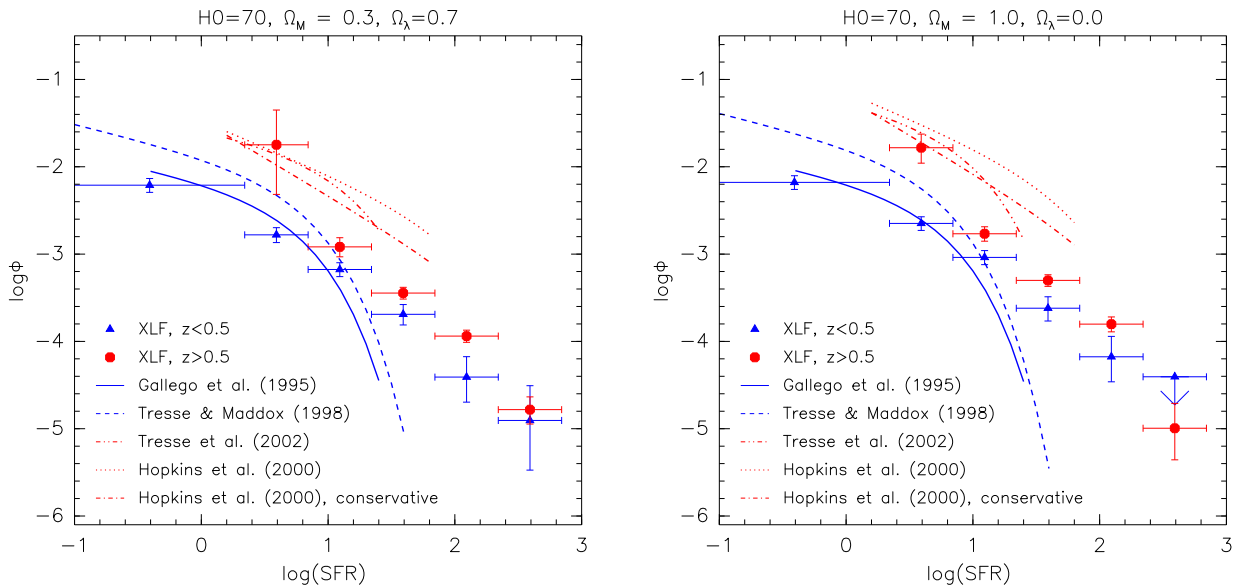 H0=70, Ω_M = 0.3, Ω_λ=0.7
−1
−2
−3
−4
−5
−6
logΦ
XLF, z<0.5
XLF, z>0.5
Gallego et al. (1995)
Tresse & Maddox (1998)
Tresse et al. (2002)
Hopkins et al. (2000)
Hopkins et al. (2000), conservative
−1 0 1 2 3
log(SFR)
H0=70, Ω_M = 1.0, Ω_λ=0.0
−1
−2
−3
−4
−5
−6
logΦ
XLF, z<0.5
XLF, z>0.5
Gallego et al. (1995)
Tresse & Maddox (1998)
Tresse et al. (2002)
Hopkins et al. (2000)
Hopkins et al. (2000), conservative
−1 0 1 2 3
log(SFR)